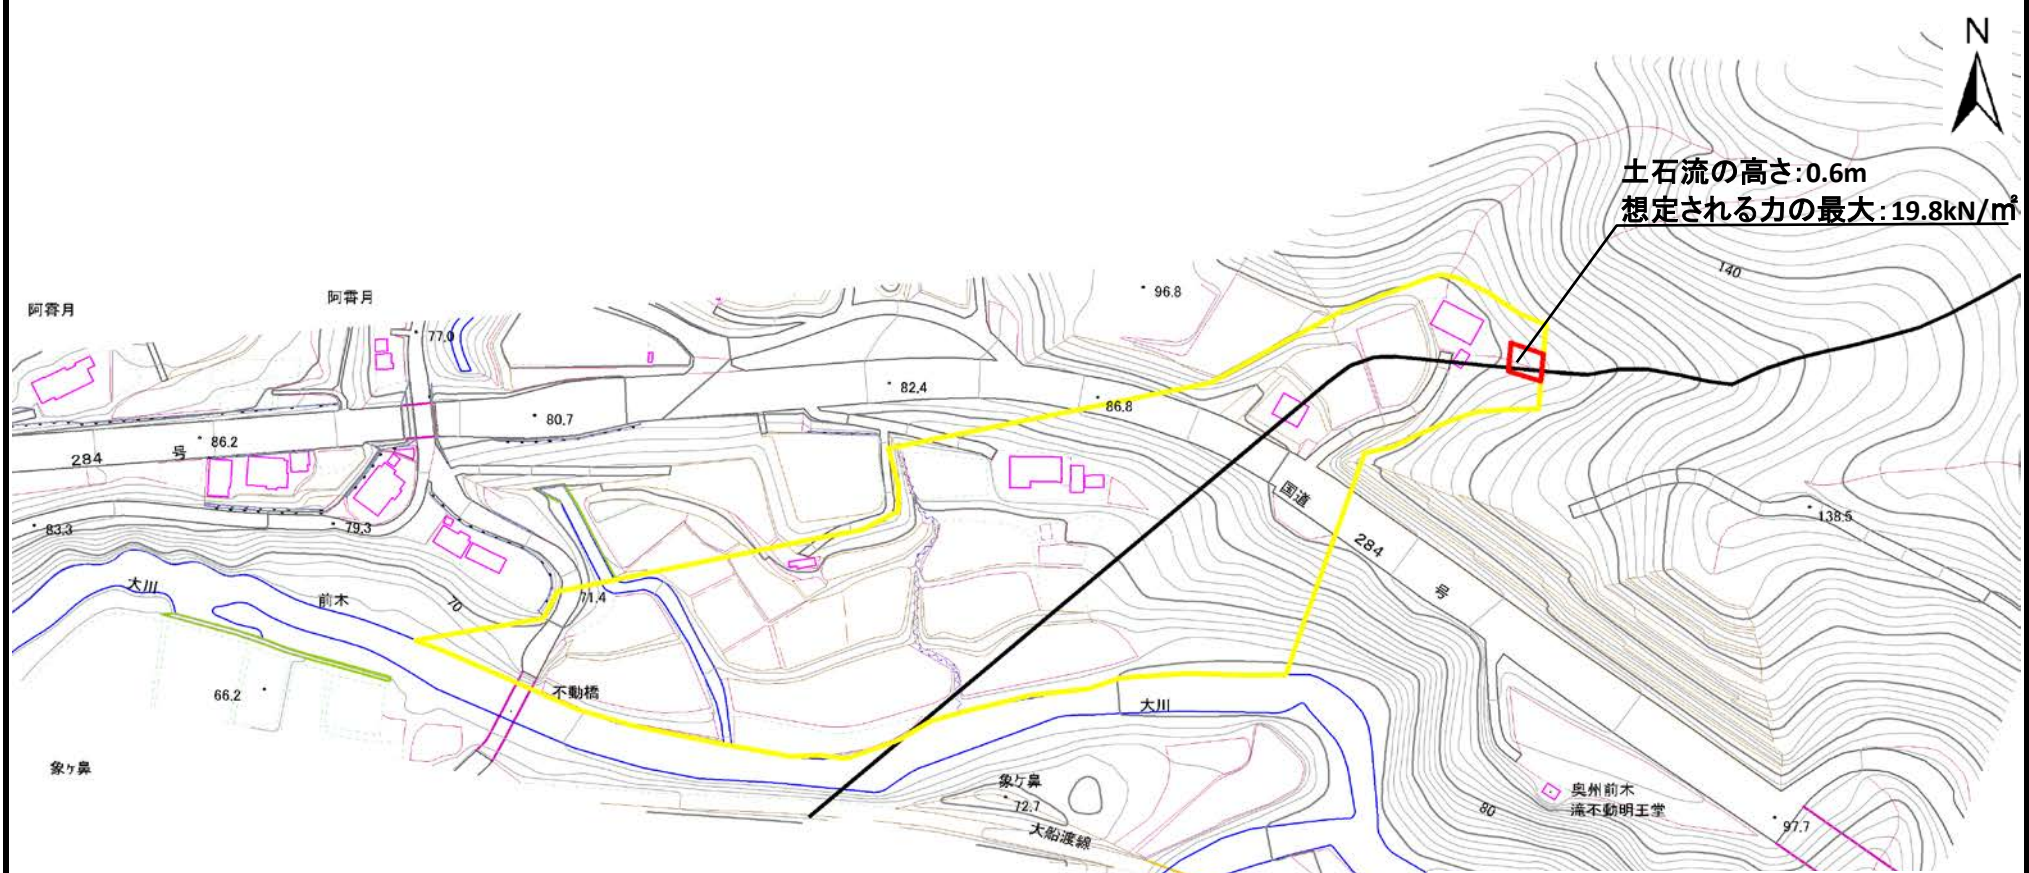 N
土石流の高さ:0.6m
想定される力の最大:19.8kN/㎡
140
96.8
阿香月
阿香月
77.0
82.4
86.8
80.7
86.2
284
号
国道
83.3
79.3
284
号
138.5
大川
前木
70
71.4
66.2
不動橋
大川
象ヶ鼻
象ケ鼻
72.7
大船渡線
80
奥州前木
滝不動明王堂
97.7